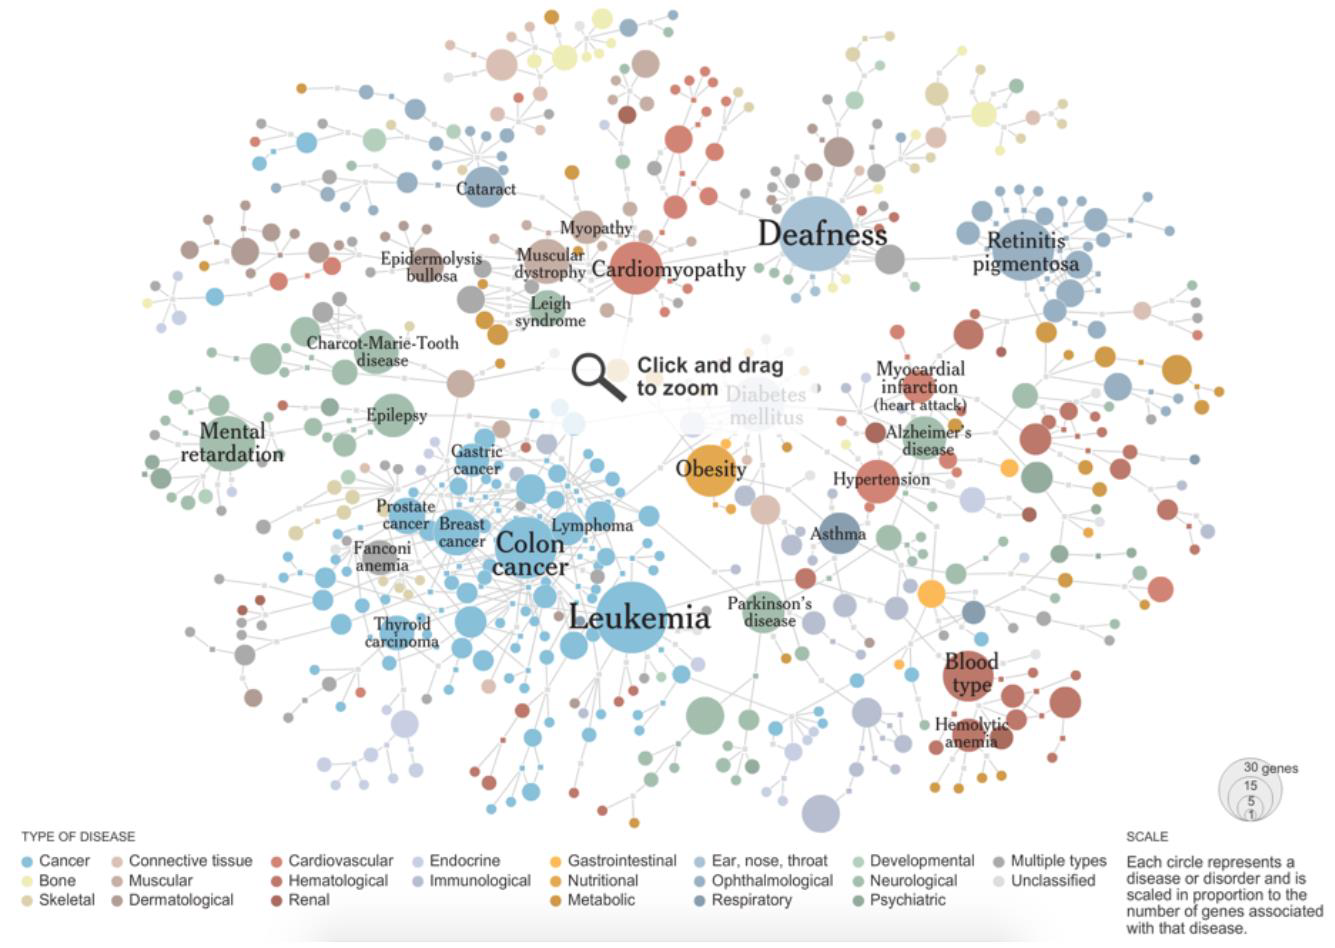 Cataract
Deafness
Myopathy
Retinitis
pigmentosa
Epidermolysis
bullosa
Muscular
dystrophy
Cardiomyopathy
Leigh
syndrome
Charcot-Marie-Tooth
disease
Click and drag
to zoom
Diabetes
mellitus
Myocardial
infarction
(heart attack)
Epilepsy
Mental
retardation
Alzheimer's
disease
Gastric
cancer
Obesity
Hypertension
Prostate
cancer
Breast
cancer
Lymphoma
Colon
cancer
Asthma
Fanconi
anemia
Leukemia
Parkinson's
disease
Thyroid
carcinoma
Blood
type
Hemolytic
anemia
30 genes
15
5
1
TYPE OF DISEASE
Cancer
Bone
Skeletal
Connective tissue
Muscular
Dermatological
Cardiovascular
Hematological
Renal
Endocrine
Immunological
Gastrointestinal
Nutritional
Metabolic
Ear, nose, throat
Ophthalmological
Respiratory
Developmental
Neurological
Psychiatric
Multiple types
Unclassified
SCALE
Each circle represents a
disease or disorder and is
scaled in proportion to the
number of genes associated
with that disease.